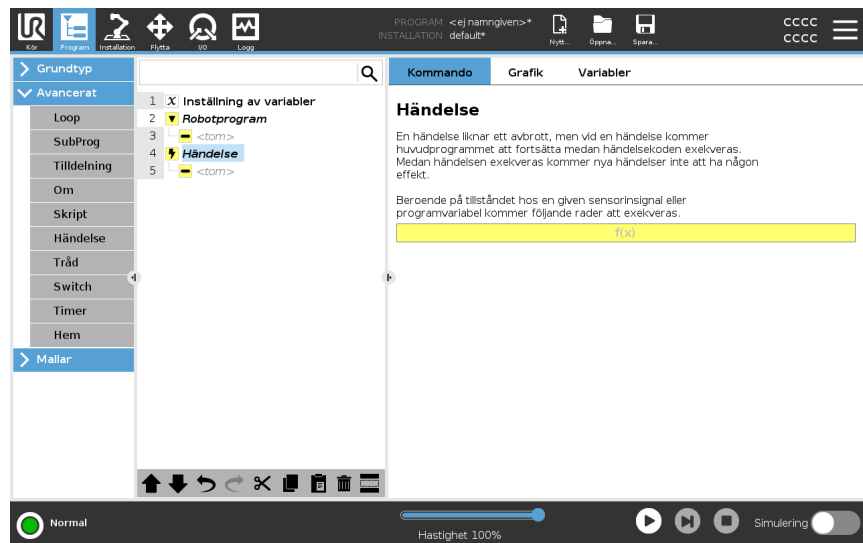 UR
Kör
Program
Installation
Flytta
I/O
Logg
PROGRAM <ej namngiven>*
INSTALLATION default*
Nytt...
Öppna...
Spara...
cccc
cccc
Grundtyp
Avancerat
Loop
SubProg
Tilldelning
Om
Skript
Händelse
Tråd
Switch
Timer
Hem
Mallar
1 X Inställning av variabler
2 Robotprogram
3 <tom>
4 Händelse
5 <tom>
Kommando
Grafik
Variabler
Händelse
En händelse liknar ett avbrott, men vid en händelse kommer
huvudprogrammet att fortsätta medan händelsekoden exekveras.
Medan händelsen exekveras kommer nya händelser inte att ha någon
effekt.
Beroende på tillståndet hos en given sensorinsignal eller
programvariabel kommer följande rader att exekveras.
f(x)
Normal
Hastighet 100%
Simulering